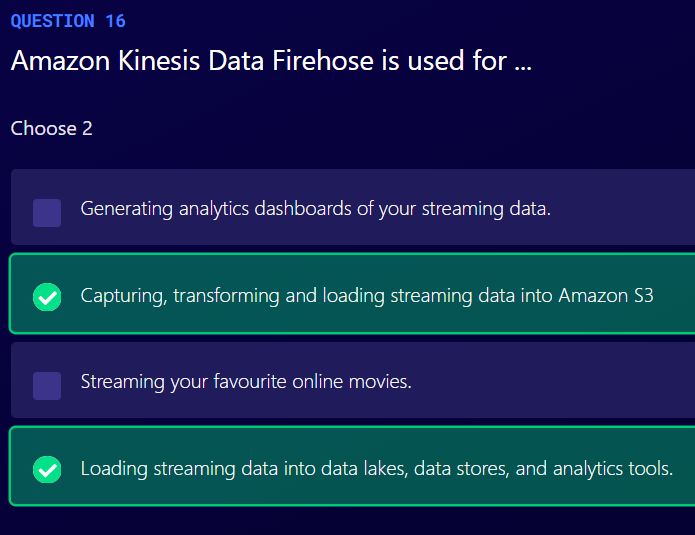 QUESTION 16
Amazon Kinesis Data Firehose is used for ...
Choose 2
Generating analytics dashboards of your streaming data.
Capturing, transforming and loading streaming data into Amazon S3
Streaming your favourite online movies.
Loading streaming data into data lakes, data stores, and analytics tools.